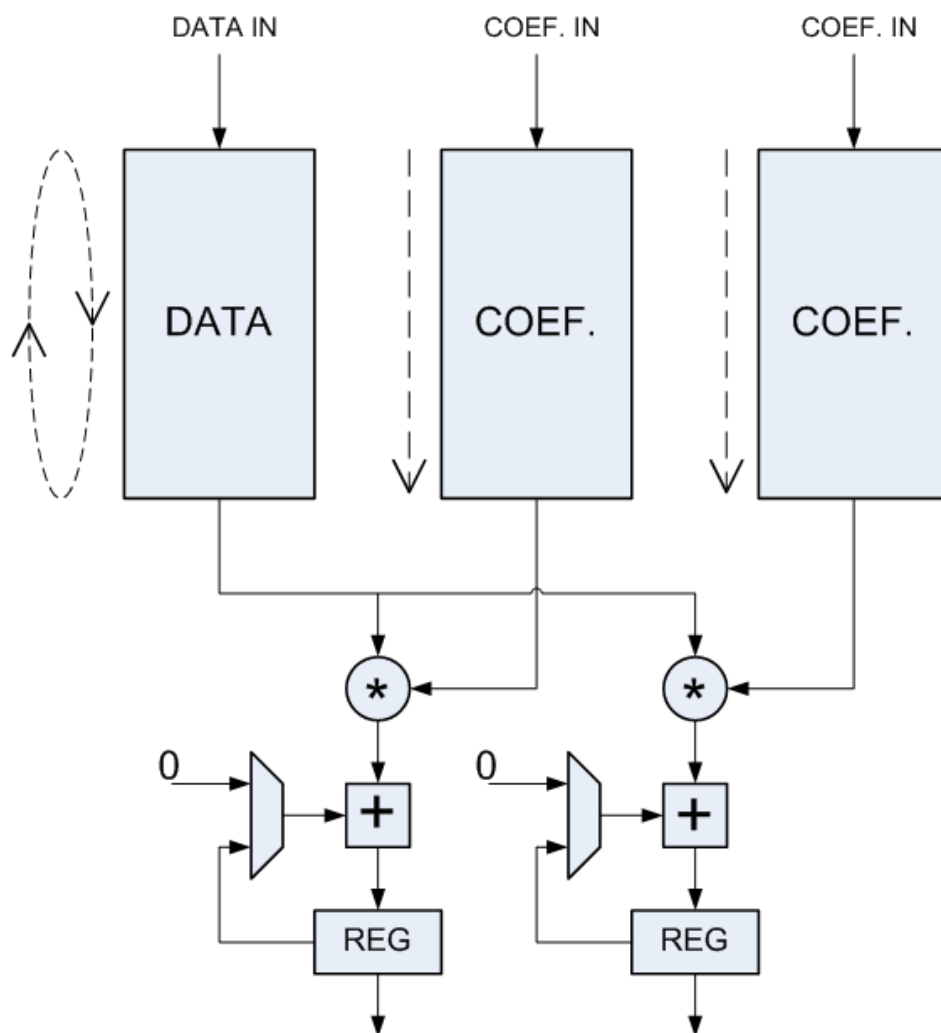 DATA IN COEF. IN COEF. IN
DATA COEF. COEF.
* *
0 0
+ +
REG REG